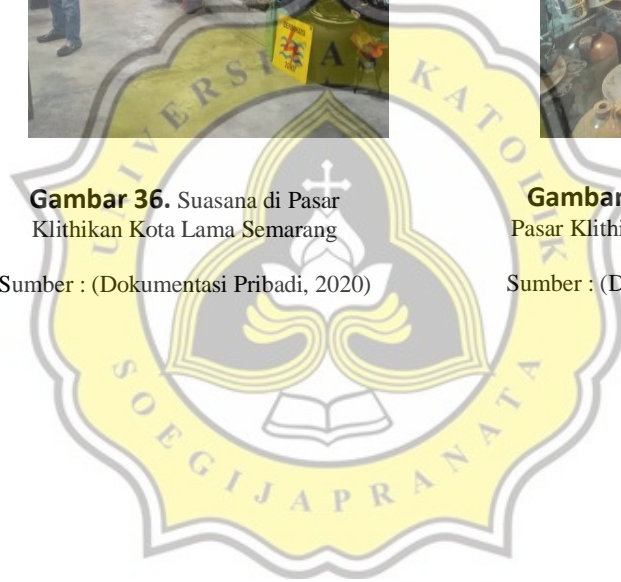 Gambar 36. Suasana di Pasar
Klithikan Kota Lama Semarang
Sumber : (Dokumentasi Pribadi, 2020)
Gambar
Pasar Klithi
Sumber : (D
UNIVERSITAS KATOLIK
SOEGIJAPRANATA